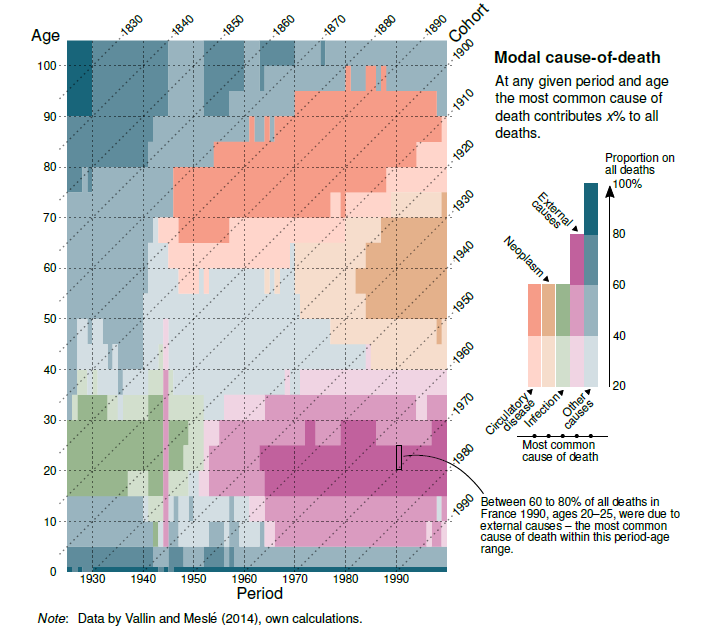 Age
1830
1840
1850
1860
1870
1880
1890
Cohort
1900
1910
1920
1930
1940
1950
1960
1970
1980
1990
100
90
80
70
60
50
40
30
20
10
0
1930
1940
1950
1960
1970
1980
1990
Period
Modal cause-of-death
At any given period and age
the most common cause of
death contributes x% to all
deaths.
Proportion on
all deaths
100%
80
60
40
20
External
causes
Neoplasm
Circulatory
disease
Infection
Other
causes
Most common
cause of death
Between 60 to 80% of all deaths in
France 1990, ages 20–25, were due to
external causes – the most common
cause of death within this period-age
range.
Note: Data by Vallin and Meslé (2014), own calculations.